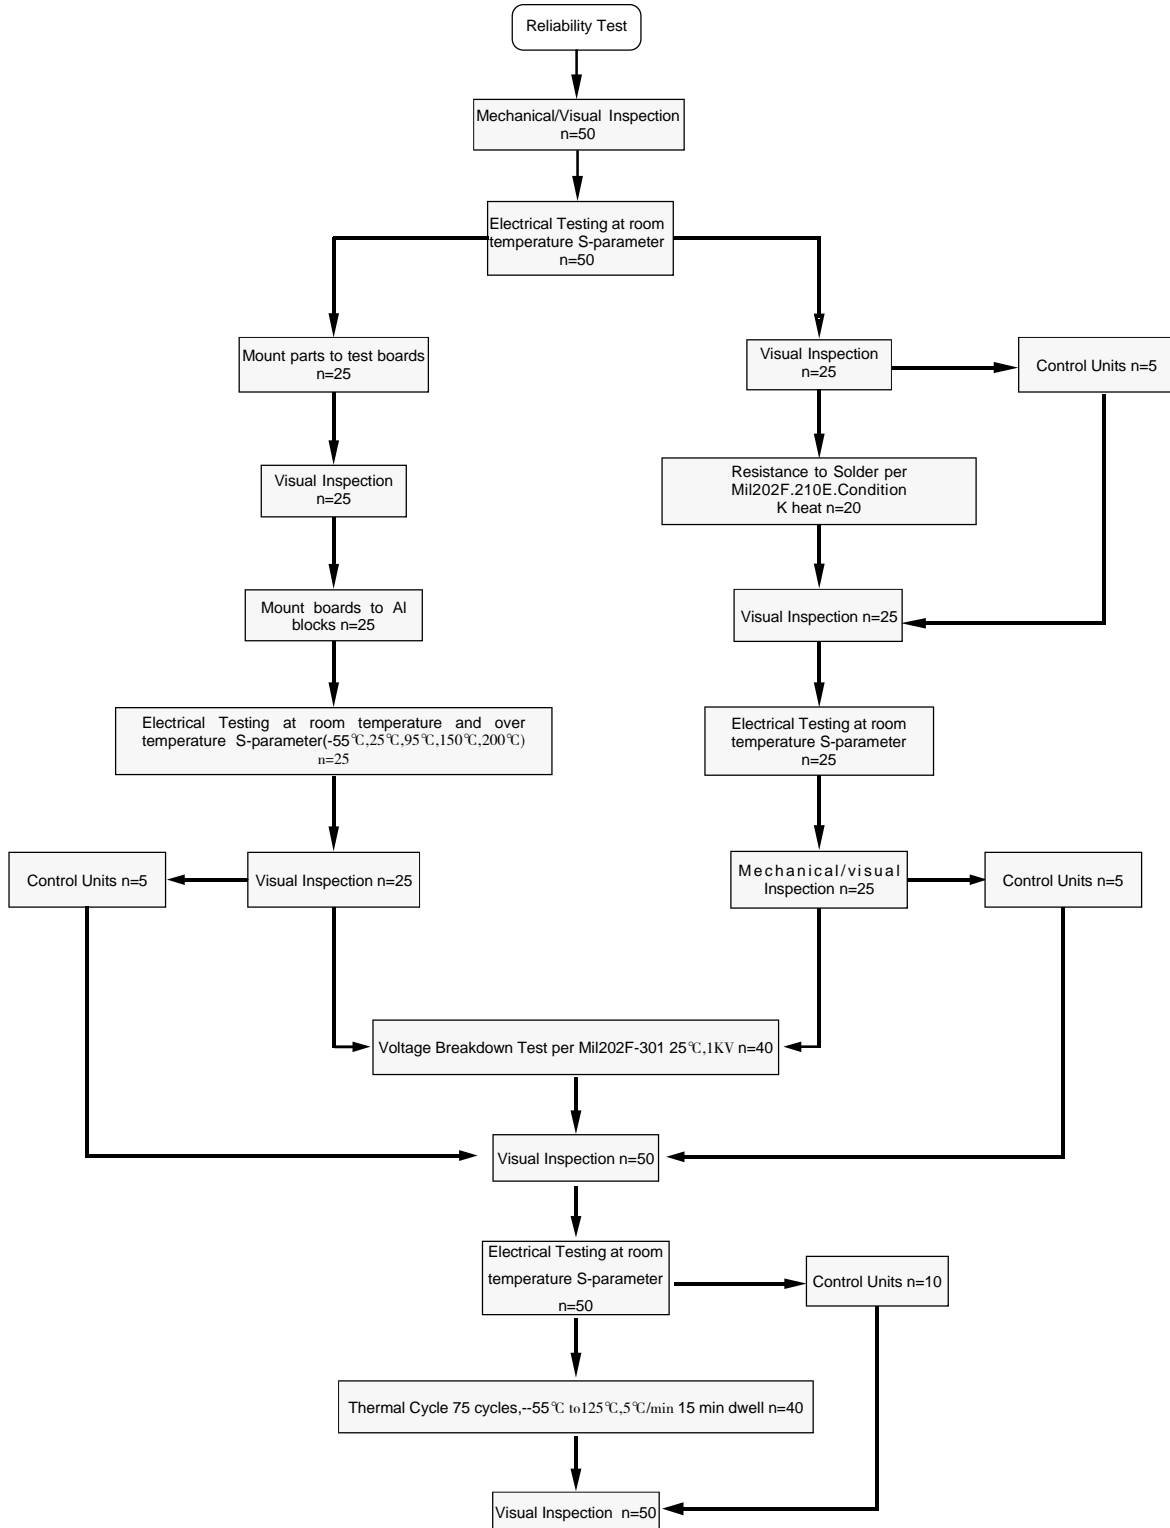 Reliability Test
Mechanical/Visual Inspection
n=50
Electrical Testing at room
temperature S-parameter
n=50
Mount parts to test boards
n=25
Visual Inspection
n=25
Control Units n=5
Visual Inspection
n=25
Resistance to Solder per
Mil202F.210E.Condition
K heat n=20
Mount boards to Al
blocks n=25
Visual Inspection n=25
Electrical Testing at room temperature and over
temperature S-parameter(-55℃,25℃,95℃,150℃,200℃)
n=25
Electrical Testing at room
temperature S-parameter
n=25
Control Units n=5
Visual Inspection n=25
Mechanical/visual
Inspection n=25
Control Units n=5
Voltage Breakdown Test per Mil202F-301 25℃,1KV n=40
Visual Inspection n=50
Electrical Testing at room
temperature S-parameter
n=50
Control Units n=10
Thermal Cycle 75 cycles,--55℃ to125℃,5℃/min 15 min dwell n=40
Visual Inspection n=50